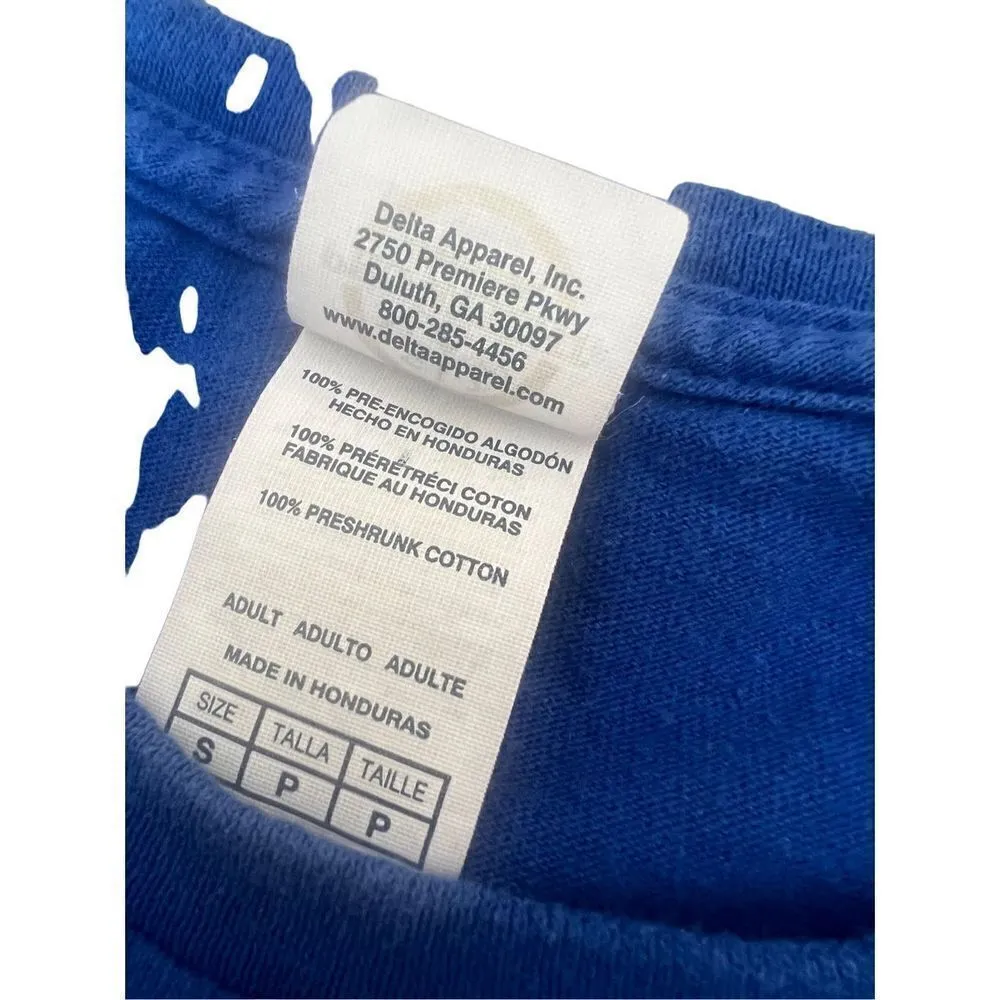 Delta Apparel, Inc.
2750 Premiere Pkwy
Duluth, GA 30097
800-285-4456
www.deltaapparel.com
100% PRE-ENCOGIDO ALGODÓN
HECHO EN HONDURAS
100% PRÉRÉTRÉCI COTON
FABRIQUE AU HONDURAS
100% PRESHRUNK COTTON
ADULT ADULTO ADULTE
MADE IN HONDURAS
SIZE TALLA TAILLE
S P P